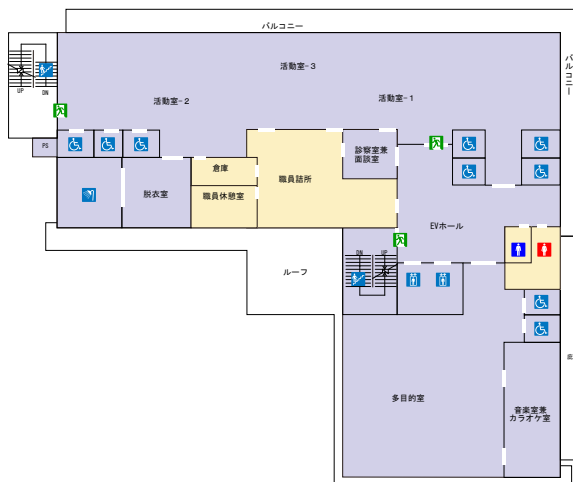 バルコニー
バルコニー
活動室-3
活動室-2
活動室-1
UP
DN
PS
倉庫
職員詰所
診察室兼
面談室
脱衣室
職員休憩室
EVホール
DN
UP
ルーフ
多目的室
音楽室兼
カラオケ室